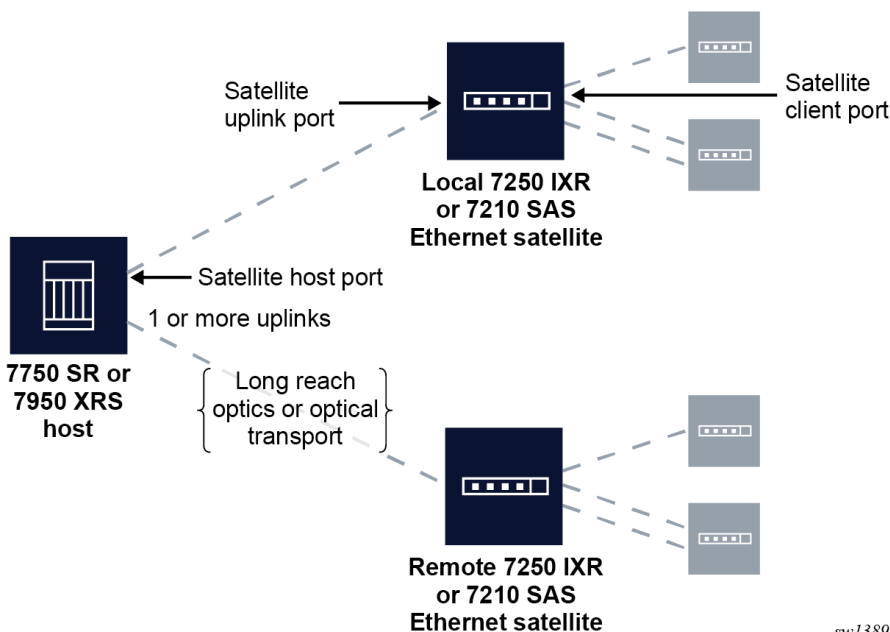 Satellite
uplink port
Satellite
client port
Local 7250 IXR
or 7210 SAS
Ethernet satellite
Satellite host port
1 or more uplinks
7750 SR or
7950 XRS
host
Long reach
optics or optical
transport
Remote 7250 IXR
or 7210 SAS
Ethernet satellite
sw1389